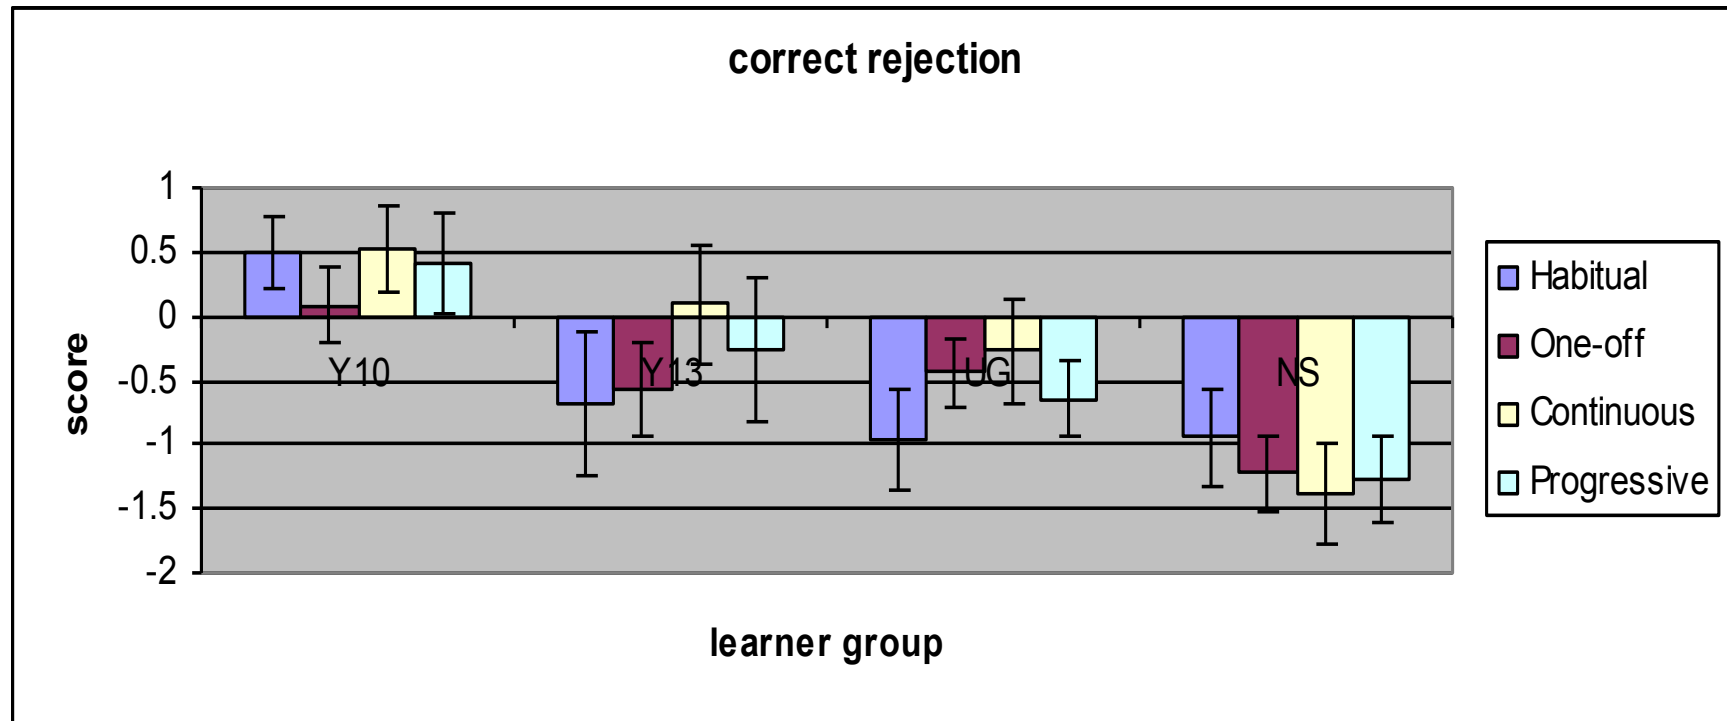 correct rejection
1
0.5
0
-0.5
-1
-1.5
-2
score
Y10 Y13 UG NS
learner group
Habitual
One-off
Continuous
Progressive